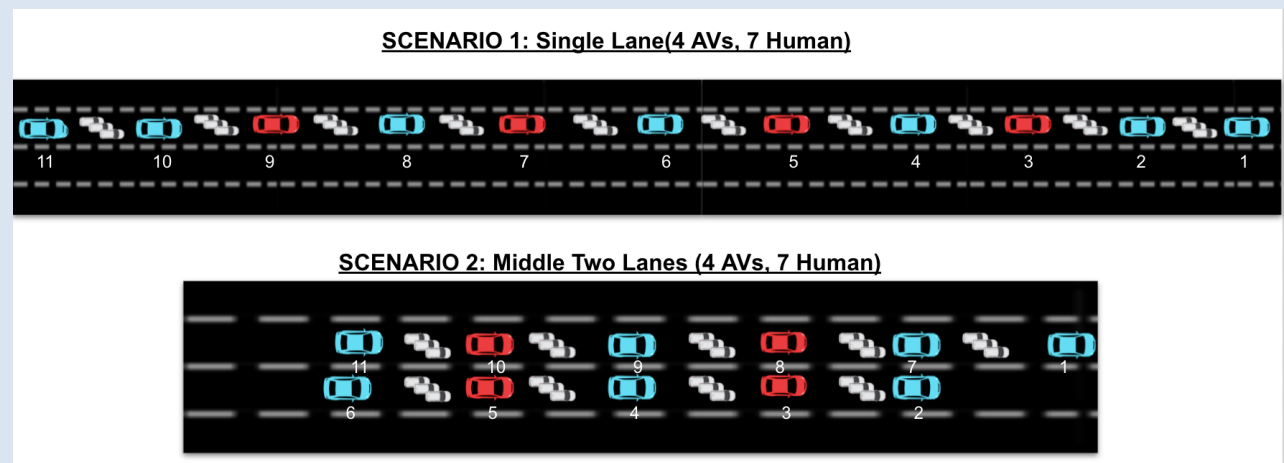 SCENARIO 1: Single Lane(4 AVs, 7 Human)
11 10 9 8 7 6 5 4 3 2 1
SCENARIO 2: Middle Two Lanes (4 AVs, 7 Human)
11 10 9 8 7 1
6 5 4 3 2